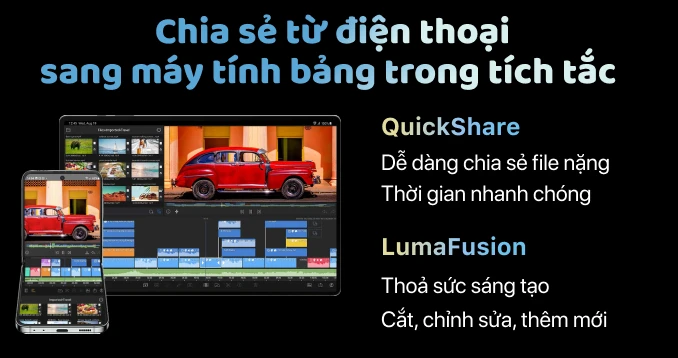 Chia sẻ từ điện thoại
sang máy tính bảng trong tích tắc
QuickShare
Dễ dàng chia sẻ file nặng
Thời gian nhanh chóng
LumaFusion
Thoả sức sáng tạo
Cắt, chỉnh sửa, thêm mới